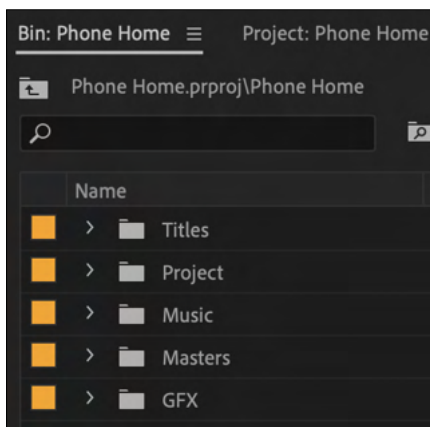 Bin: Phone Home Project: Phone Home
Phone Home.prproj\Phone Home
Name
Titles
Project
Music
Masters
GFX